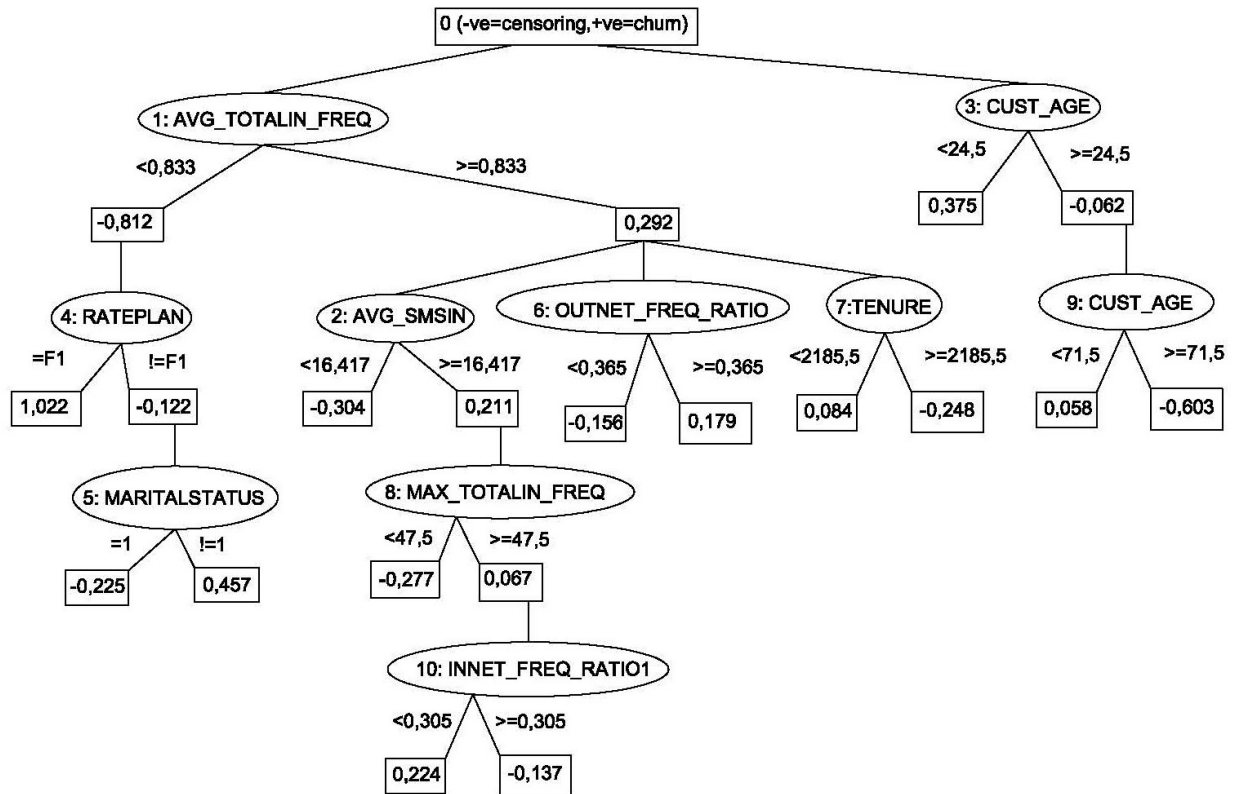 0 (-ve=censoring,+ve=churn)
1: AVG_TOTALIN_FREQ
3: CUST_AGE
<0,833
>=0,833
<24,5
>=24,5
-0,812
0,292
0,375
-0,062
4: RATEPLAN
2: AVG_SMSIN
6: OUTNET_FREQ_RATIO
7:TENURE
9: CUST_AGE
=F1
!=F1
<16,417
>=16,417
<0,365
>=0,365
<2185,5
>=2185,5
<71,5
>=71,5
1,022
-0,122
-0,304
0,211
-0,156
0,179
0,084
-0,248
0,058
-0,603
5: MARITALSTATUS
8: MAX_TOTALIN_FREQ
=1
!=1
<47,5
>=47,5
-0,225
0,457
-0,277
0,067
10: INNET_FREQ_RATIO1
<0,305
>=0,305
0,224
-0,137